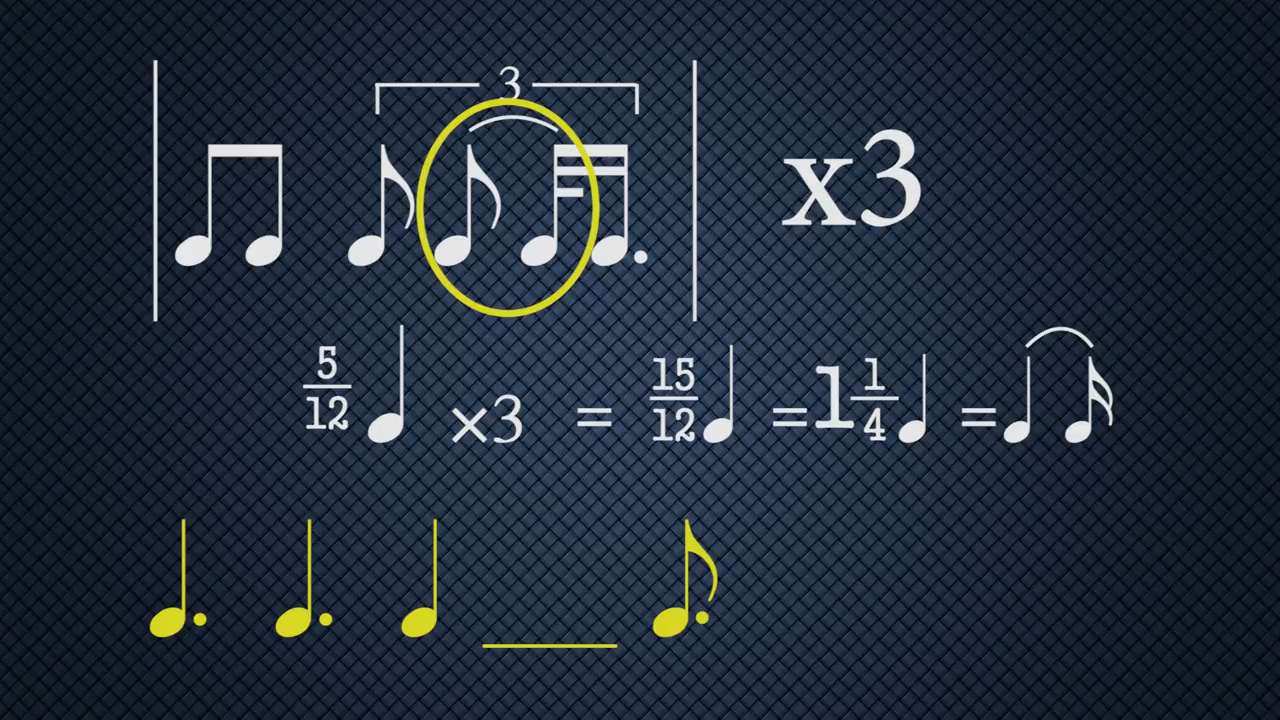 3
x3
5/12 ×3 = 15/12 = 1 1/4 =